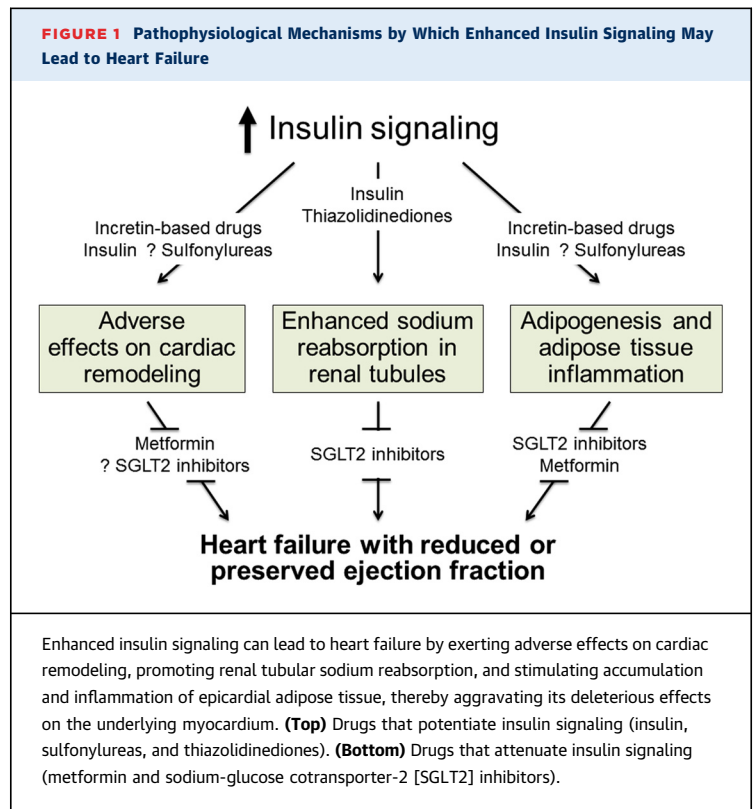 FIGURE 1 Pathophysiological Mechanisms by Which Enhanced Insulin Signaling May
Lead to Heart Failure
Insulin signaling
Incretin-based drugs
Insulin ? Sulfonylureas
Insulin
Thiazolidinediones
Incretin-based drugs
Insulin ? Sulfonylureas
Adverse
effects on cardiac
remodeling
Enhanced sodium
reabsorption in
renal tubules
Adipogenesis and
adipose tissue
inflammation
Metformin
? SGLT2 inhibitors
SGLT2 inhibitors
SGLT2 inhibitors
Metformin
Heart failure with reduced or
preserved ejection fraction
Enhanced insulin signaling can lead to heart failure by exerting adverse effects on cardiac
remodeling, promoting renal tubular sodium reabsorption, and stimulating accumulation
and inflammation of epicardial adipose tissue, thereby aggravating its deleterious effects
on the underlying myocardium. (Top) Drugs that potentiate insulin signaling (insulin,
sulfonylureas, and thiazolidinediones). (Bottom) Drugs that attenuate insulin signaling
(metformin and sodium-glucose cotransporter-2 [SGLT2] inhibitors).